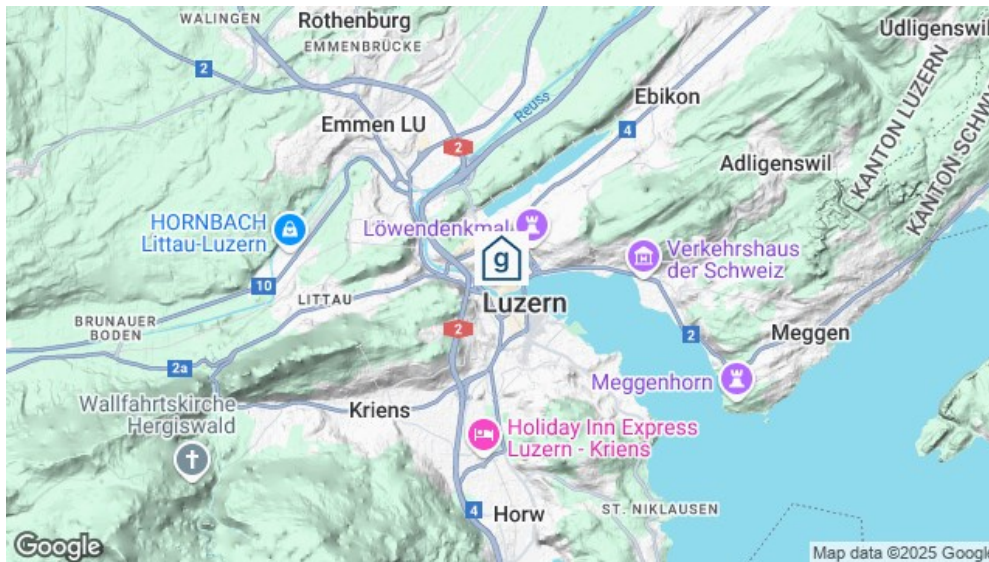 WALINGEN
Rothenburg
EMMENBRÜCKE
Udligenswil
2
Reuss
Ebikon
KANTON LUZERN
KANTON SCHW
Emmen LU
4
2
Adligenswil
HORNBACH
Littau-Luzern
Löwendenkmal
g
Verkehrshaus
der Schweiz
10
LITTAU
Luzern
BRUNAUER
BODEN
2
2
Meggen
2a
Meggenhorn
Wallfahrtskirche
Hergiswald
Kriens
Holiday Inn Express
Luzern - Kriens
4
Horw
ST. NIKLAUSEN
Google
Map data ©2025 Google